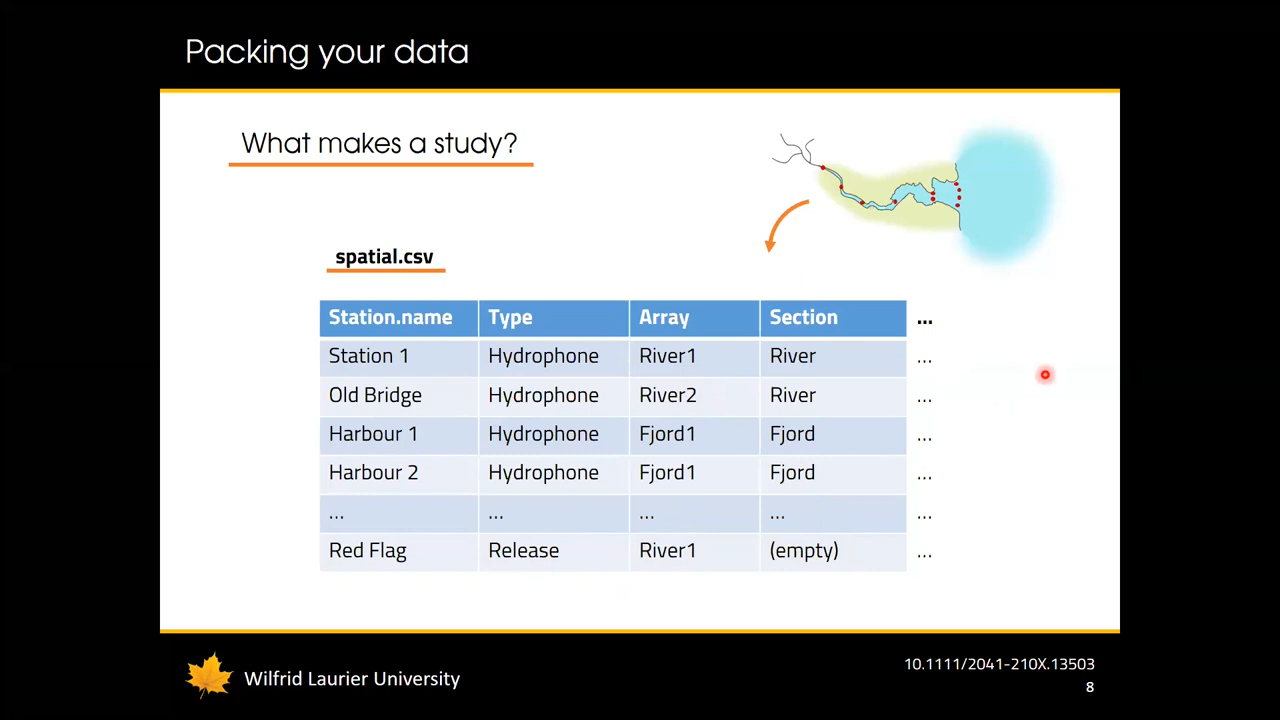 Packing your data
What makes a study?
spatial.csv
Station.name Type Array Section ...
Station 1 Hydrophone River1 River ...
Old Bridge Hydrophone River2 River ...
Harbour 1 Hydrophone Fjord1 Fjord ...
Harbour 2 Hydrophone Fjord1 Fjord ...
... ... ... ... ...
Red Flag Release River1 (empty) ...
Wilfrid Laurier University
10.1111/2041-210X.13503
8